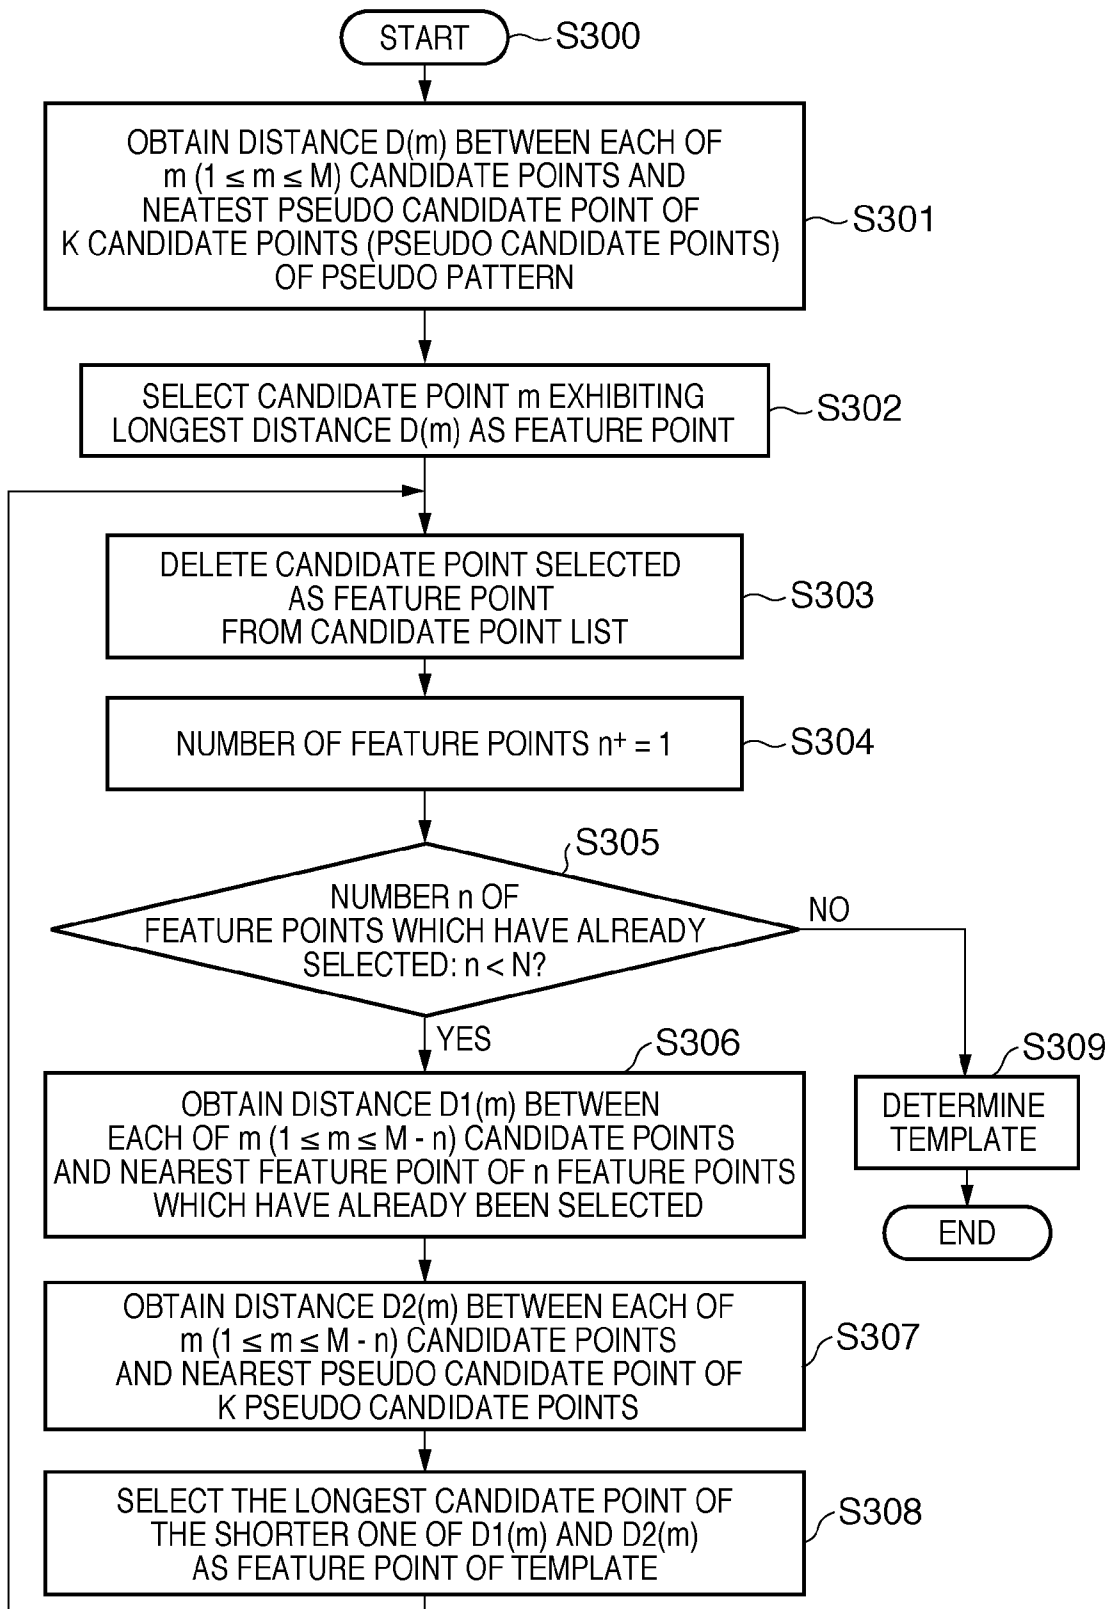 START
S300
OBTAIN DISTANCE D(m) BETWEEN EACH OF
m (1 ≤ m ≤ M) CANDIDATE POINTS AND
NEATEST PSEUDO CANDIDATE POINT OF
K CANDIDATE POINTS (PSEUDO CANDIDATE POINTS)
OF PSEUDO PATTERN
S301
SELECT CANDIDATE POINT m EXHIBITING
LONGEST DISTANCE D(m) AS FEATURE POINT
S302
DELETE CANDIDATE POINT SELECTED
AS FEATURE POINT
FROM CANDIDATE POINT LIST
S303
NUMBER OF FEATURE POINTS n⁺ = 1
S304
S305
NUMBER n OF
FEATURE POINTS WHICH HAVE ALREADY
SELECTED: n < N?
NO
YES
S306
OBTAIN DISTANCE D1(m) BETWEEN
EACH OF m (1 ≤ m ≤ M - n) CANDIDATE POINTS
AND NEAREST FEATURE POINT OF n FEATURE POINTS
WHICH HAVE ALREADY BEEN SELECTED
S309
DETERMINE
TEMPLATE
END
OBTAIN DISTANCE D2(m) BETWEEN EACH OF
m (1 ≤ m ≤ M - n) CANDIDATE POINTS
AND NEAREST PSEUDO CANDIDATE POINT OF
K PSEUDO CANDIDATE POINTS
S307
SELECT THE LONGEST CANDIDATE POINT OF
THE SHORTER ONE OF D1(m) AND D2(m)
AS FEATURE POINT OF TEMPLATE
S308